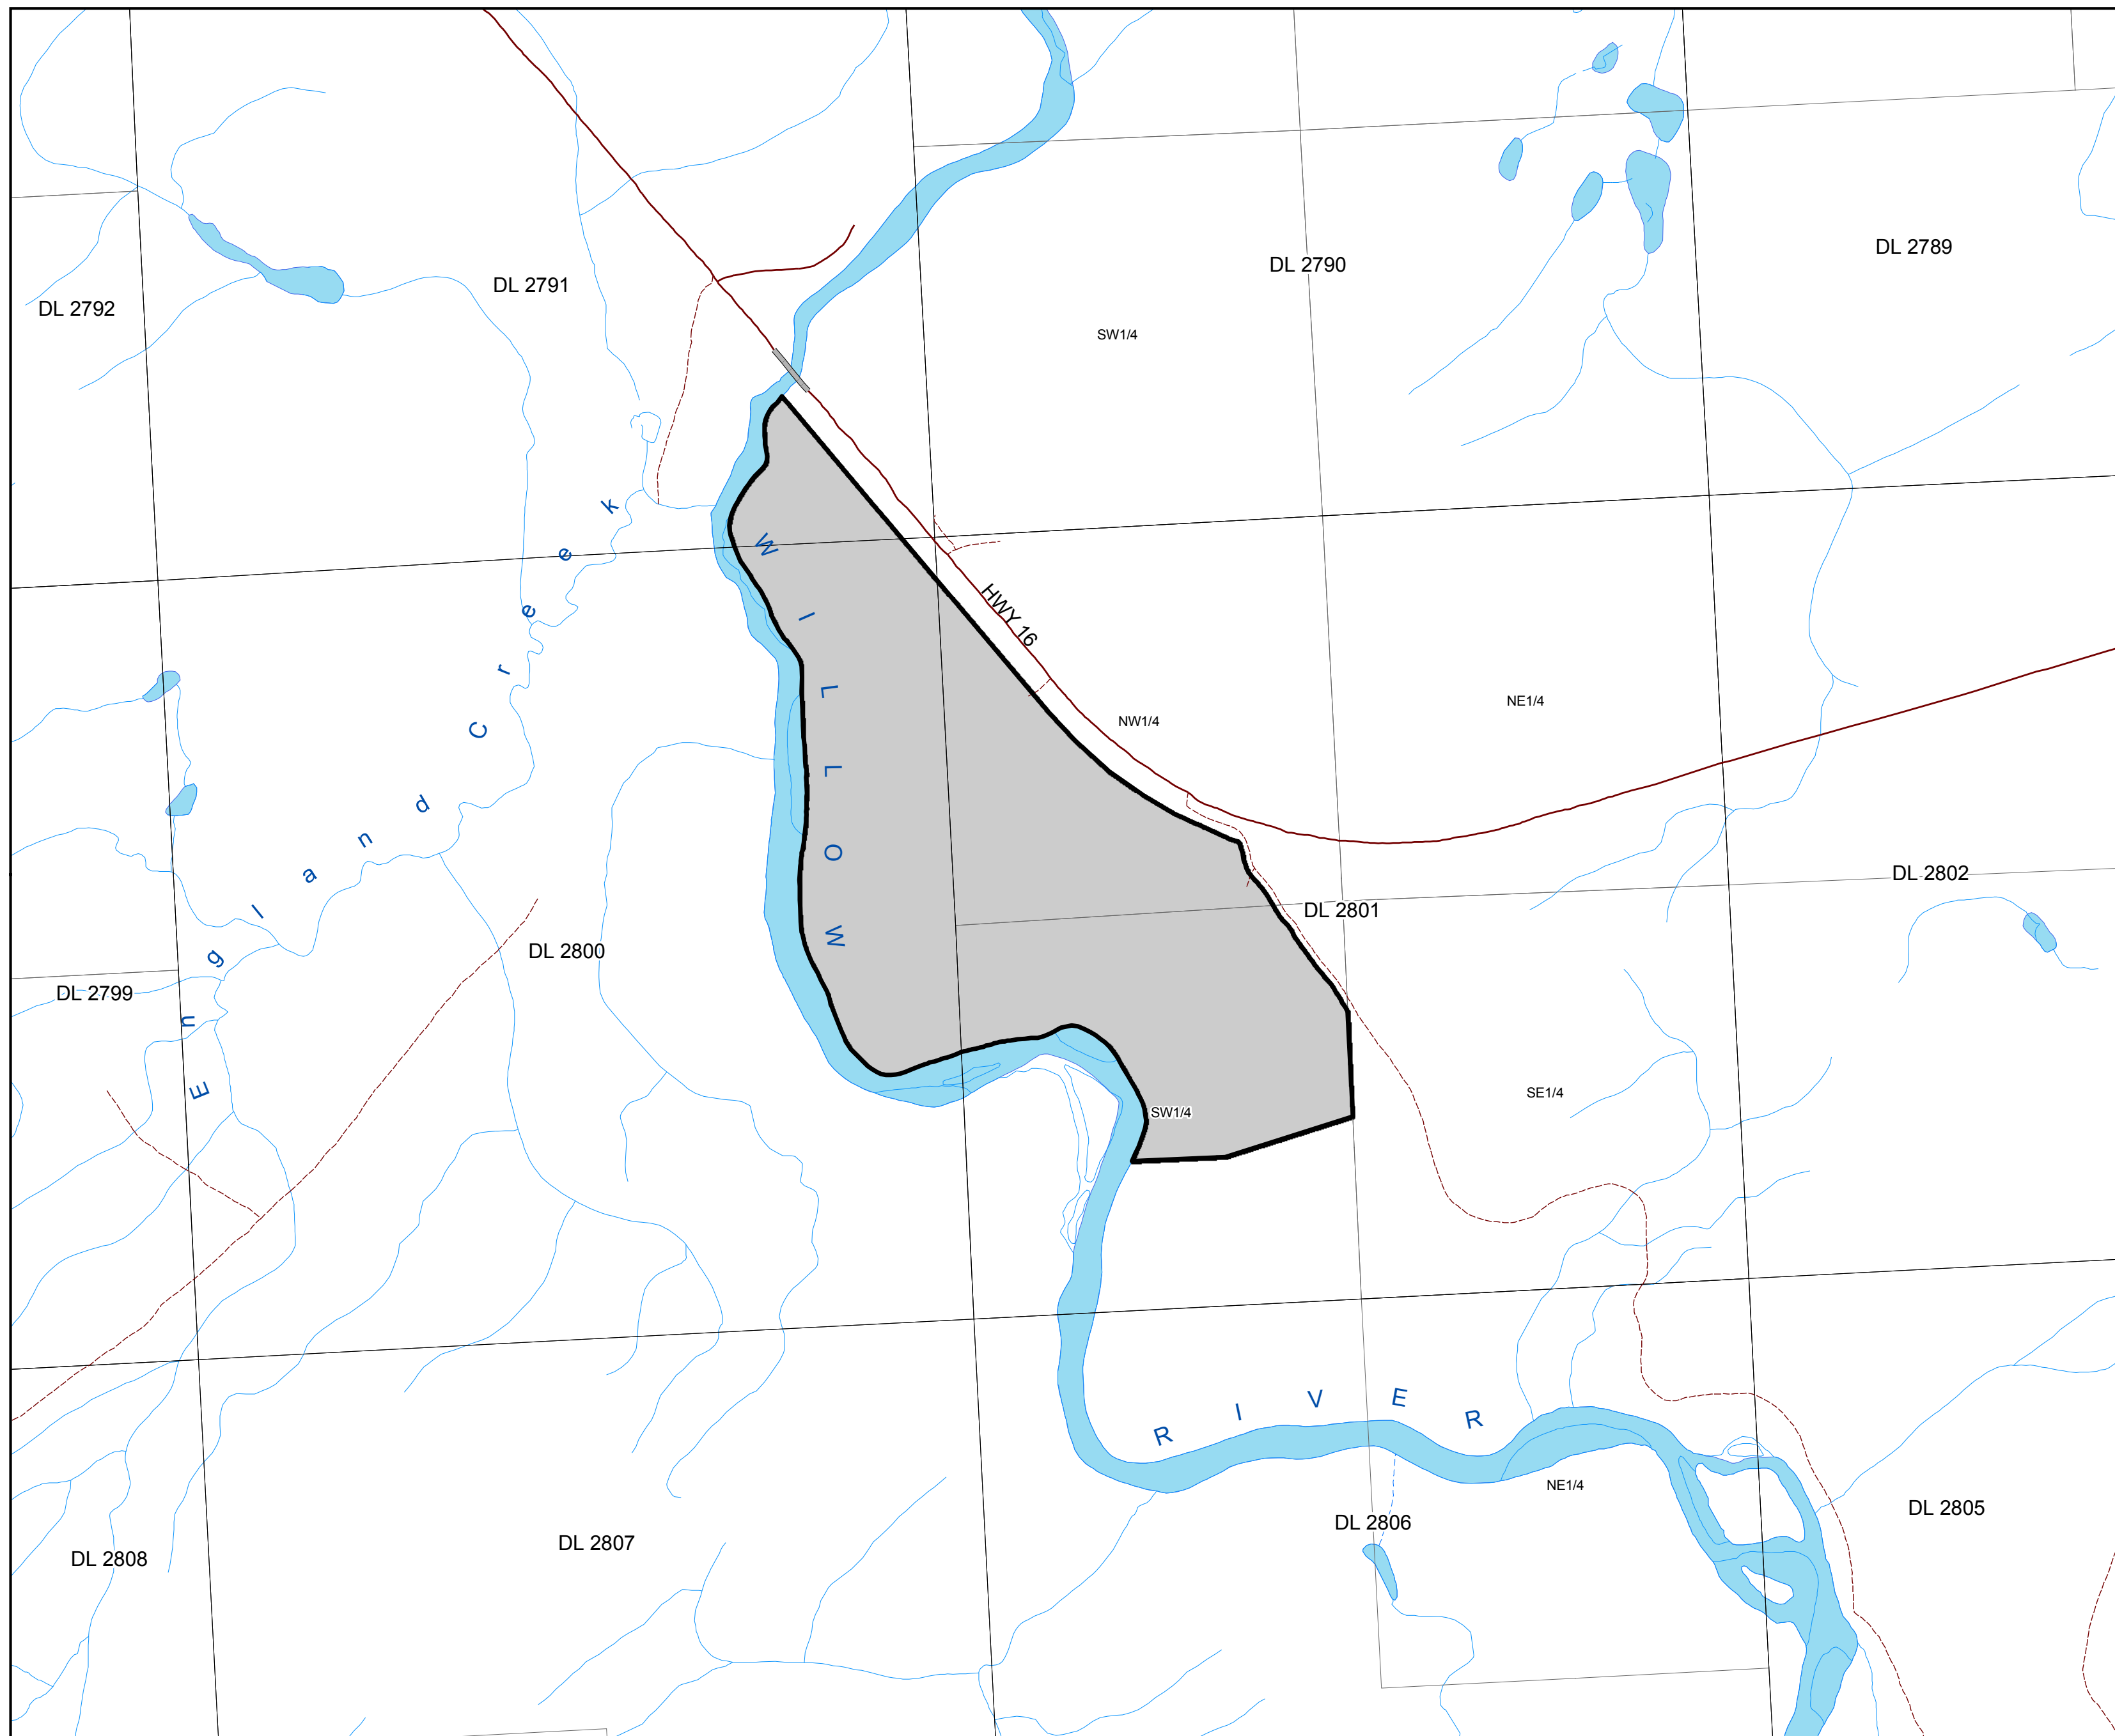 DL 2789
DL 2790
DL 2791
DL 2792
SW1/4
HWY 16
NW1/4
NE1/4
England Creek
WILLOW
DL 2802
DL 2801
DL 2800
DL 2799
SE1/4
SW1/4
RIVER
NE1/4
DL 2805
DL 2806
DL 2807
DL 2808